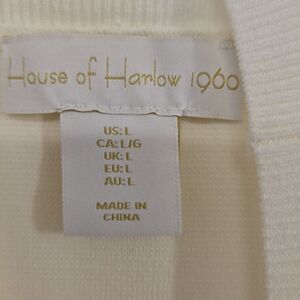 House of Harlow 1960
US: L
CA: L/G
UK: L
EU: L
AU: L
MADE IN
CHINA